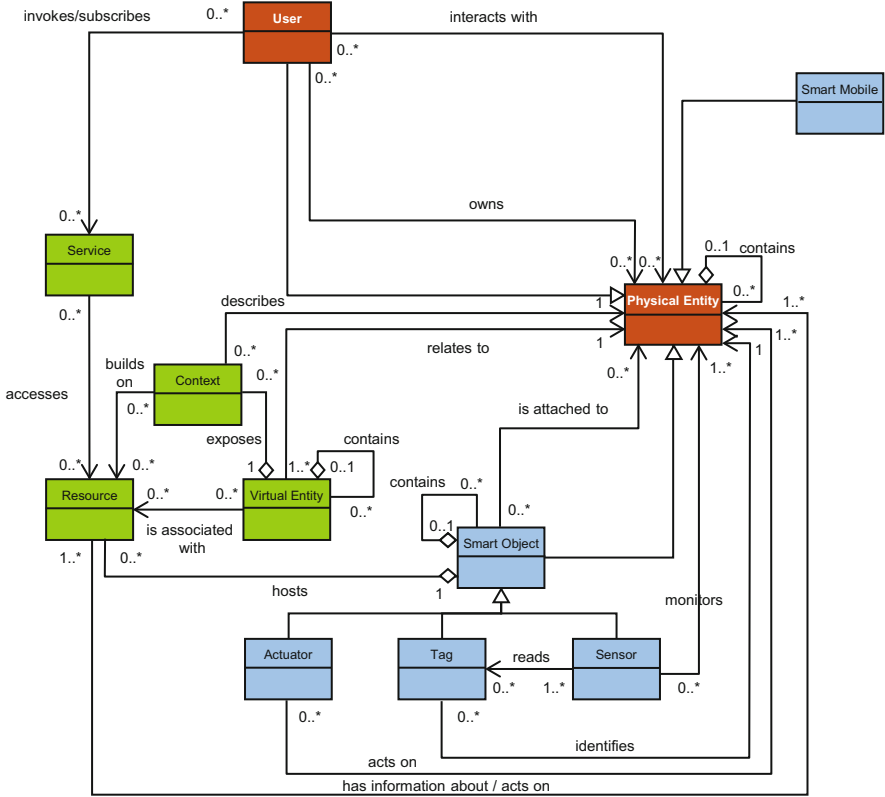 invokes/subscribes
0..*
User
interacts with
0..*
0..*
Smart Mobile
owns
0..*
Service
0..*
0..*
0..*
0..1
contains
0..*
describes
1
Physical Entity
1..*
0..*
relates to
1
1..*
1
builds
on
0..*
Context
0..*
0..*
1..*
accesses
0..*
is attached to
exposes
contains
0..*
0..*
1
1..*
0..1
contains
0..*
Resource
0..*
0..*
Virtual Entity
0..*
0..*
is associated
with
0..1
Smart Object
1..*
0..*
hosts
1
monitors
Actuator
Tag
reads
Sensor
0..*
1..*
0..*
0..*
0..*
identifies
acts on
has information about / acts on